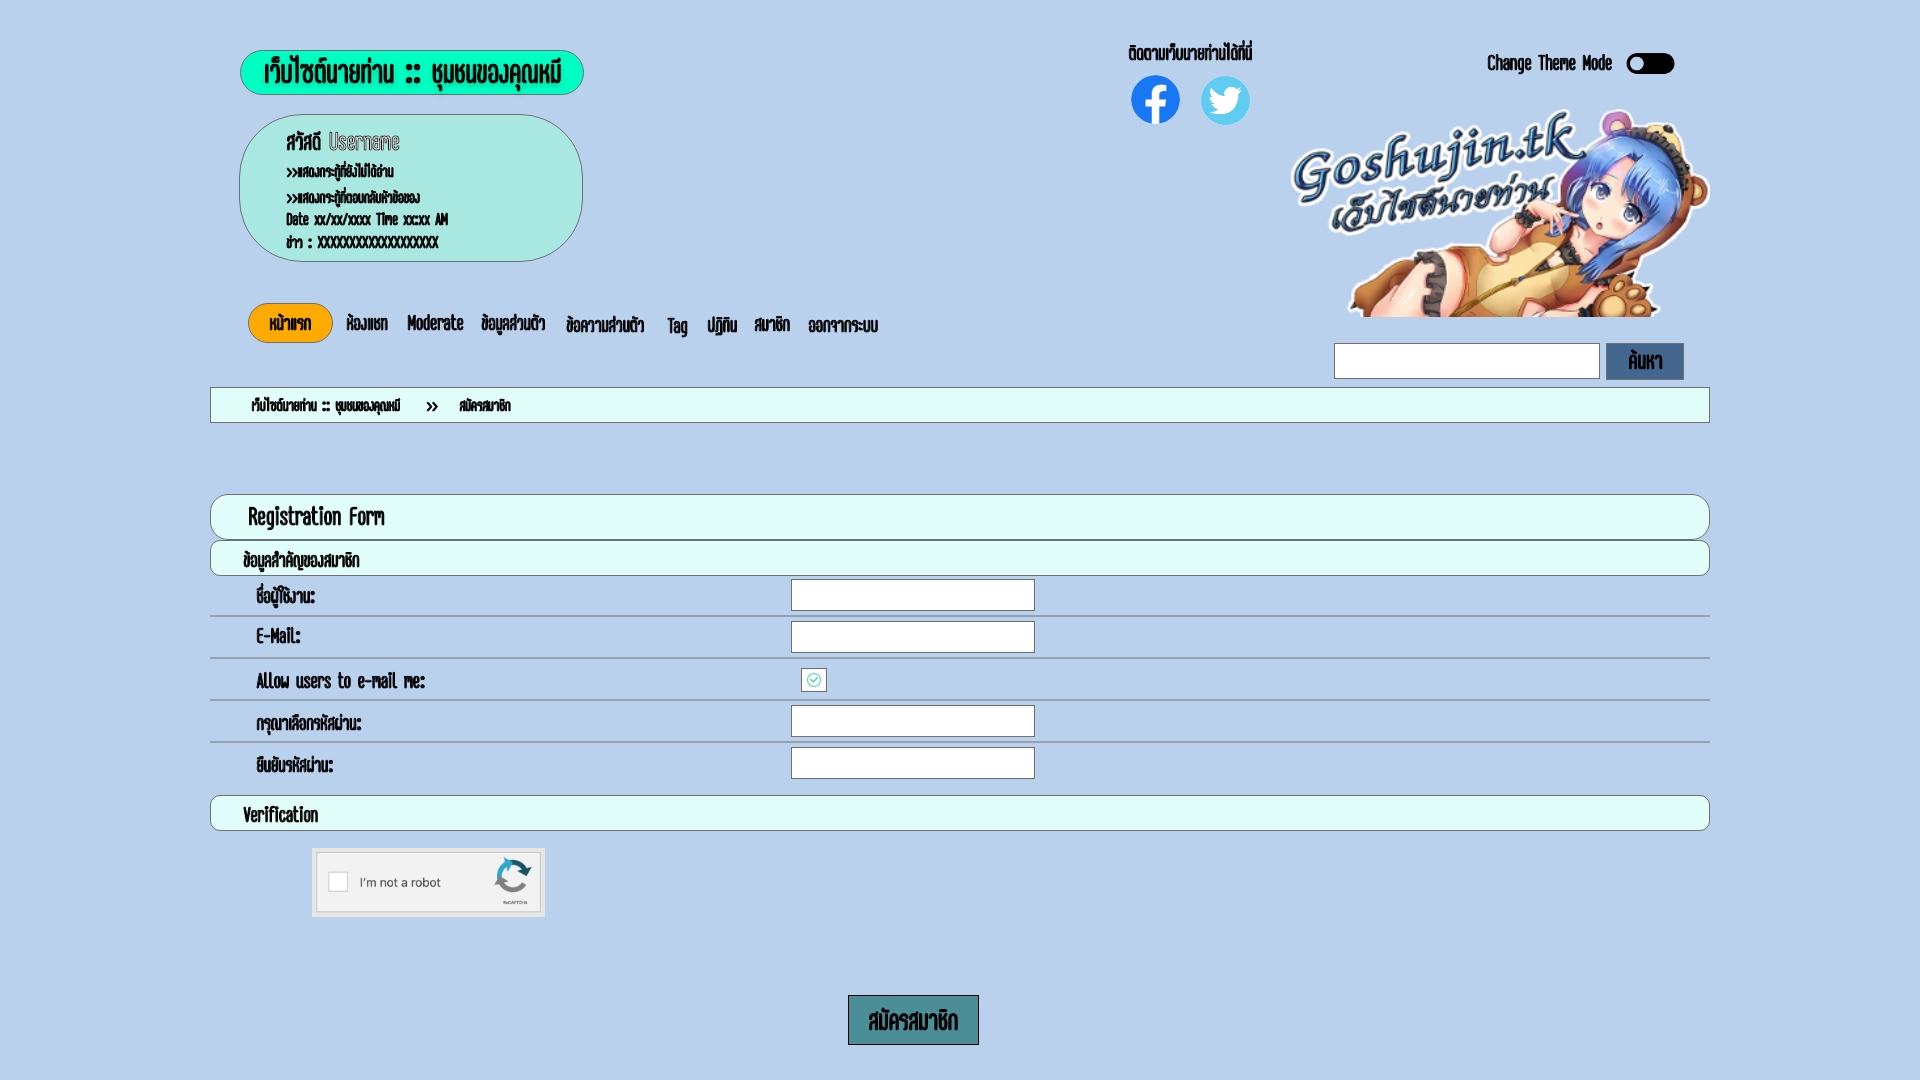 เว็บไซต์นายท่าน :: ชุมชนของคุณหมี
ติดตามเว็บนายท่านได้ที่นี่
Change Theme Mode
สวัสดี Username
>>แสดงกระทู้ที่ยังไม่ได้อ่าน
>>แสดงกระทู้ที่ตอบกลับหัวข้อของ
Date xx/xx/xxxx Time xx:xx AM
ข่าว : XXXXXXXXXXXXXXXXXXX
Goshujin.tk
เว็บไซต์นายท่าน
หน้าแรก ห้องแชท Moderate ข้อมูลส่วนตัว ข้อความส่วนตัว Tag ปฏิทิน สมาชิก ออกจากระบบ
ค้นหา
เว็บไซต์นายท่าน :: ชุมชนของคุณหมี >> สมัครสมาชิก
Registration Form
ข้อมูลสำคัญของสมาชิก
ชื่อผู้ใช้งาน:
E-Mail:
Allow users to e-mail me:
กรุณาเลือกรหัสผ่าน:
ยืนยันรหัสผ่าน:
Verification
I'm not a robot
สมัครสมาชิก